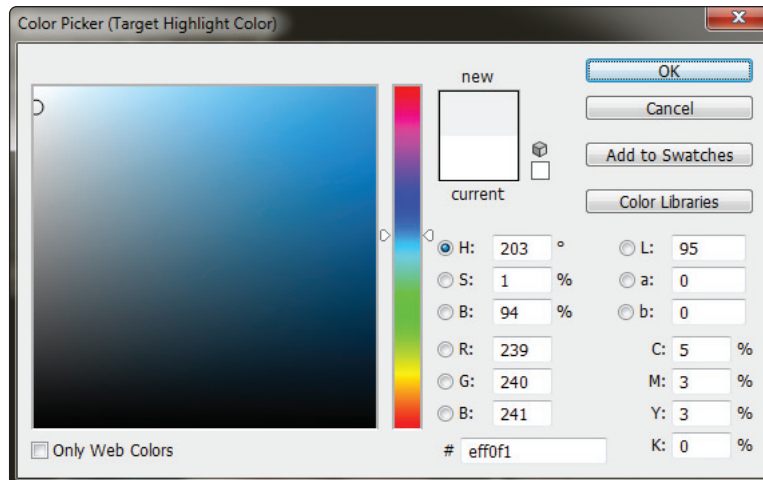 Color Picker (Target Highlight Color)
new
current
OK
Cancel
Add to Swatches
Color Libraries
H: 203 °
S: 1 %
B: 94 %
R: 239
G: 240
B: 241
L: 95
a: 0
b: 0
C: 5 %
M: 3 %
Y: 3 %
K: 0 %
Only Web Colors
# eff0f1